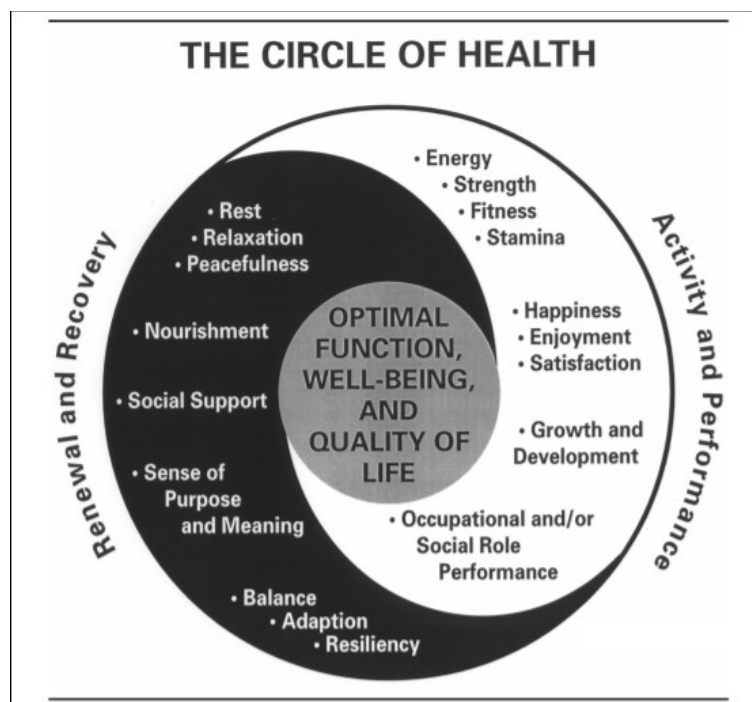 THE CIRCLE OF HEALTH
Renewal and Recovery
• Rest
• Relaxation
• Peacefulness
• Nourishment
• Social Support
• Sense of
Purpose
and Meaning
• Balance
• Adaption
• Resiliency
OPTIMAL
FUNCTION,
WELL-BEING,
AND
QUALITY OF
LIFE
• Energy
• Strength
• Fitness
• Stamina
• Happiness
• Enjoyment
• Satisfaction
• Growth and
Development
• Occupational and/or
Social Role
Performance
Activity and Performance